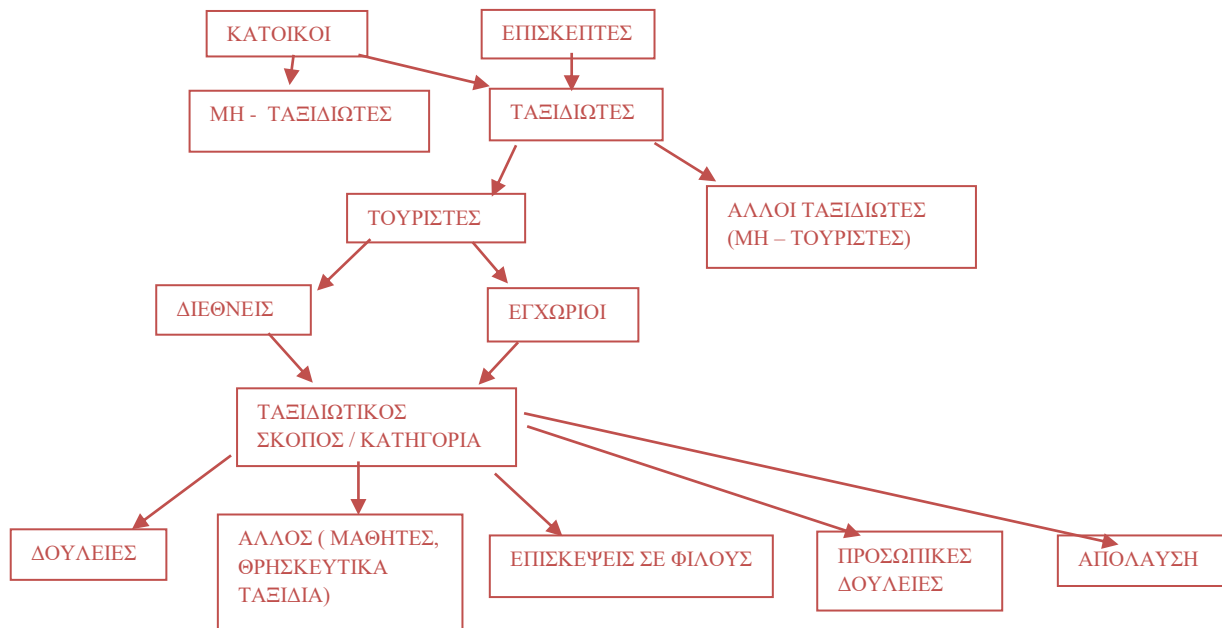 ΚΑΤΟΙΚΟΙ
ΕΠΙΣΚΕΠΤΕΣ
ΜΗ - ΤΑΞΙΔΙΩΤΕΣ
ΤΑΞΙΔΙΩΤΕΣ
ΤΟΥΡΙΣΤΕΣ
ΑΛΛΟΙ ΤΑΞΙΔΙΩΤΕΣ
(ΜΗ – ΤΟΥΡΙΣΤΕΣ)
ΔΙΕΘΝΕΙΣ
ΕΓΧΩΡΙΟΙ
ΤΑΞΙΔΙΩΤΙΚΟΣ
ΣΚΟΠΟΣ / ΚΑΤΗΓΟΡΙΑ
ΔΟΥΛΕΙΕΣ
ΑΛΛΟΣ ( ΜΑΘΗΤΕΣ,
ΘΡΗΣΚΕΥΤΙΚΑ
ΤΑΞΙΔΙΑ)
ΕΠΙΣΚΕΨΕΙΣ ΣΕ ΦΙΛΟΥΣ
ΠΡΟΣΩΠΙΚΕΣ
ΔΟΥΛΕΙΕΣ
ΑΠΟΛΑΥΣΗ